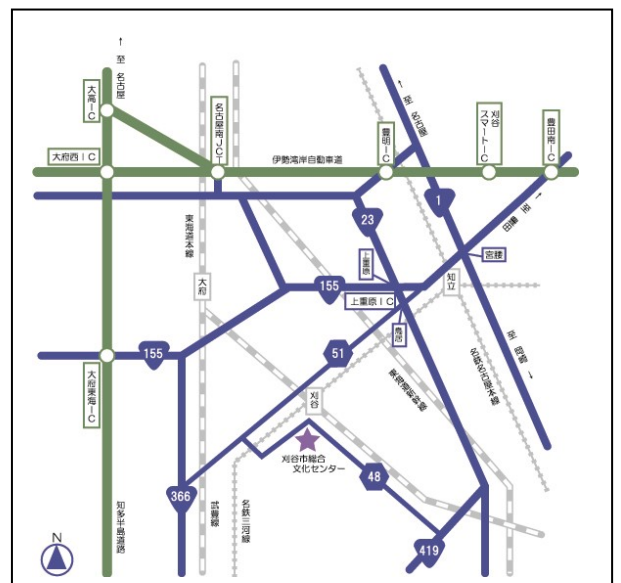 ↑至 名古屋
大高IC
名古屋南JCT
大府西IC
伊勢湾岸自動車道
豊明IC
↑至 名古屋
刈谷スマートIC
豊田南IC
1
↑至 豊田
23
東海道本線
大府
上重原
宮腰
知立
155
上重原IC
鳥居
至 岡崎↓
155
51
大府東海IC
名鉄名古屋本線
東海道新幹線
刈谷
刈谷市総合
文化センター
48
366
419
知多半島道路
武豊線
名鉄三河線
N